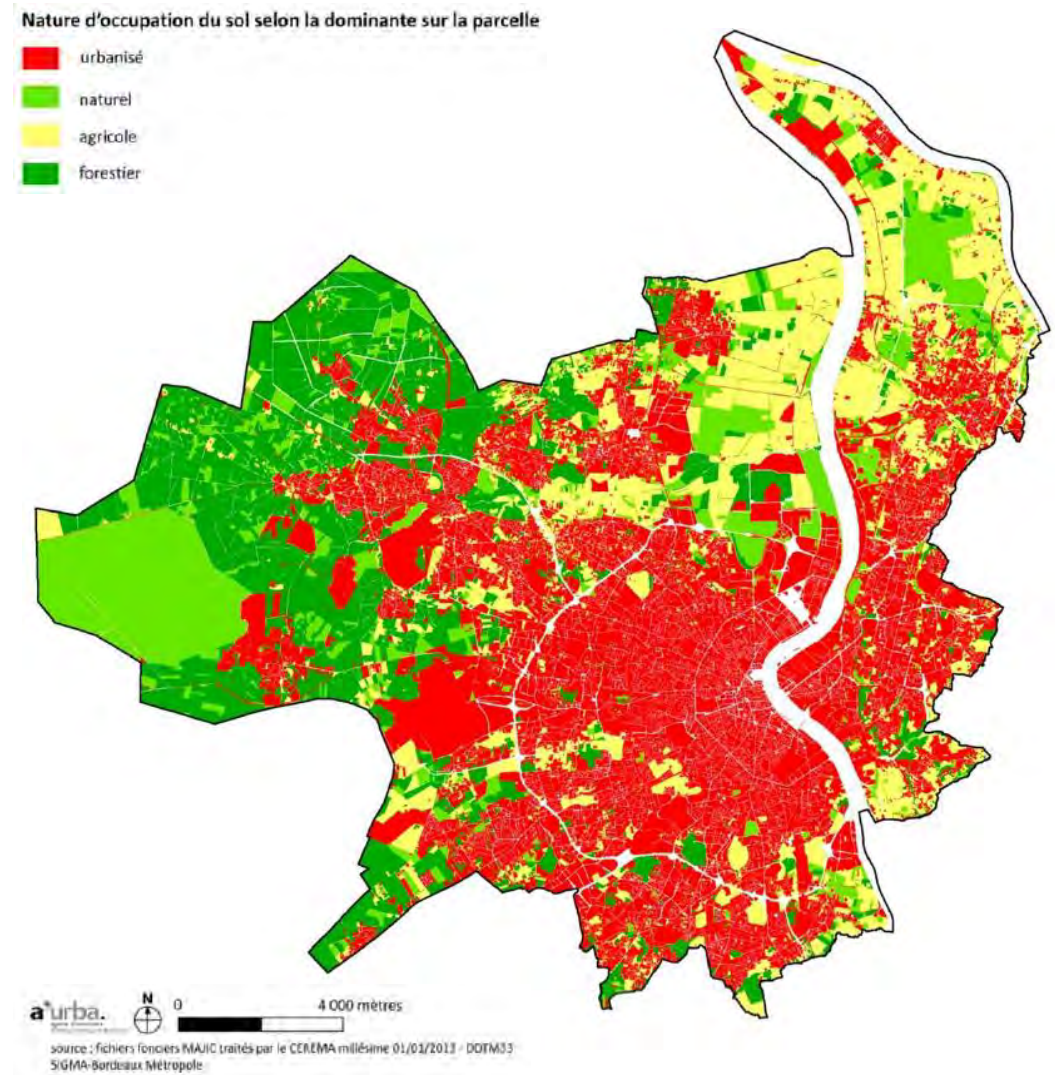 Nature d'occupation du sol selon la dominante sur la parcelle
urbanisé
naturel
agricole
forestier
a'urba.
N
0
4 000 mètres
source : fichiers fonciers MAJIC traités par le CEREMA millésime 01/01/2013 - DDTM33
SIGMA-Bordeaux Métropole